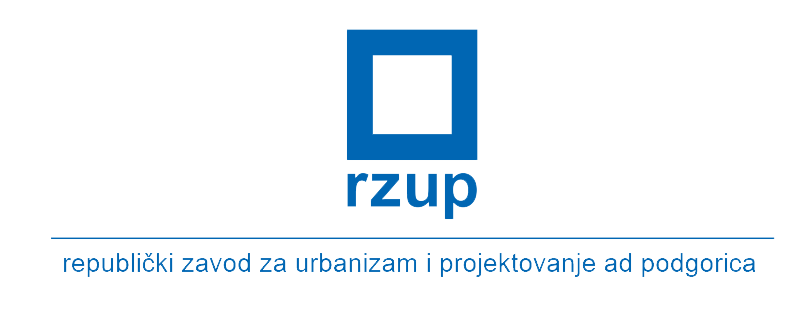 rzup
republički zavod za urbanizam i projektovanje ad podgorica